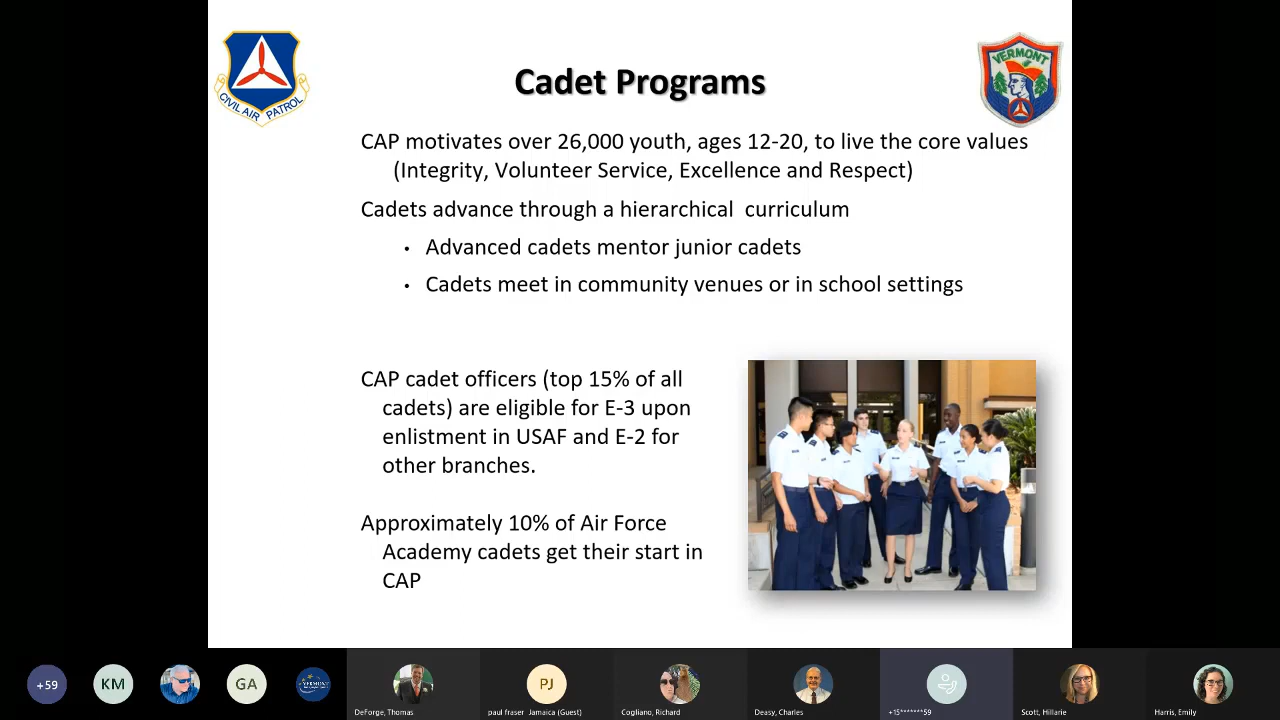 CIVIL AIR PATROL
VERMONT
Cadet Programs
CAP motivates over 26,000 youth, ages 12-20, to live the core values
(Integrity, Volunteer Service, Excellence and Respect)
Cadets advance through a hierarchical curriculum
• Advanced cadets mentor junior cadets
• Cadets meet in community venues or in school settings
CAP cadet officers (top 15% of all
cadets) are eligible for E-3 upon
enlistment in USAF and E-2 for
other branches.
Approximately 10% of Air Force
Academy cadets get their start in
CAP
+59
KM
GA
VERMONT
PJ
DeForge, Thomas
paul fraser Jamaica (Guest)
Cogliano, Richard
Deasy, Charles
+15*******59
Scott, Hillarie
Harris, Emily